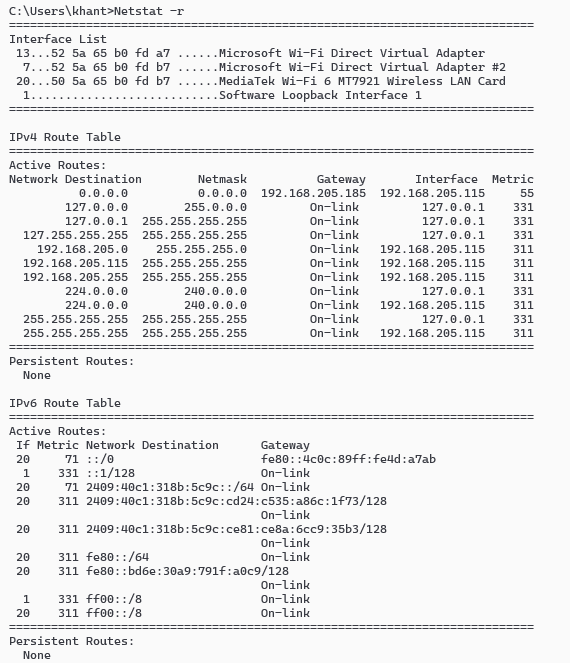 C:\Users\khant>Netstat -r
===========================================================================
Interface List
 13...52 5a 65 b0 fd a7 ......Microsoft Wi-Fi Direct Virtual Adapter
  7...52 5a 65 b0 fd b7 ......Microsoft Wi-Fi Direct Virtual Adapter #2
 20...50 5a 65 b0 fd b7 ......MediaTek Wi-Fi 6 MT7921 Wireless LAN Card
  1...........................Software Loopback Interface 1
===========================================================================

IPv4 Route Table
===========================================================================
Active Routes:
Network Destination        Netmask          Gateway       Interface  Metric
          0.0.0.0          0.0.0.0  192.168.205.185  192.168.205.115     55
        127.0.0.0        255.0.0.0         On-link         127.0.0.1    331
        127.0.0.1  255.255.255.255         On-link         127.0.0.1    331
  127.255.255.255  255.255.255.255         On-link         127.0.0.1    331
    192.168.205.0    255.255.255.0         On-link   192.168.205.115    311
  192.168.205.115  255.255.255.255         On-link   192.168.205.115    311
  192.168.205.255  255.255.255.255         On-link   192.168.205.115    311
        224.0.0.0        240.0.0.0         On-link         127.0.0.1    331
        224.0.0.0        240.0.0.0         On-link   192.168.205.115    311
  255.255.255.255  255.255.255.255         On-link         127.0.0.1    331
  255.255.255.255  255.255.255.255         On-link   192.168.205.115    311
===========================================================================
Persistent Routes:
  None

IPv6 Route Table
===========================================================================
Active Routes:
 If Metric Network Destination      Gateway
 20     71 ::/0                     fe80::4c0c:89ff:fe4d:a7ab
  1    331 ::1/128                  On-link
 20     71 2409:40c1:318b:5c9c::/64 On-link
 20    311 2409:40c1:318b:5c9c:cd24:c535:a86c:1f73/128
                                    On-link
 20    311 2409:40c1:318b:5c9c:ce81:ce8a:6cc9:35b3/128
                                    On-link
 20    311 fe80::/64                On-link
 20    311 fe80::bd6e:30a9:791f:a0c9/128
                                    On-link
  1    331 ff00::/8                 On-link
 20    311 ff00::/8                 On-link
===========================================================================
Persistent Routes:
  None